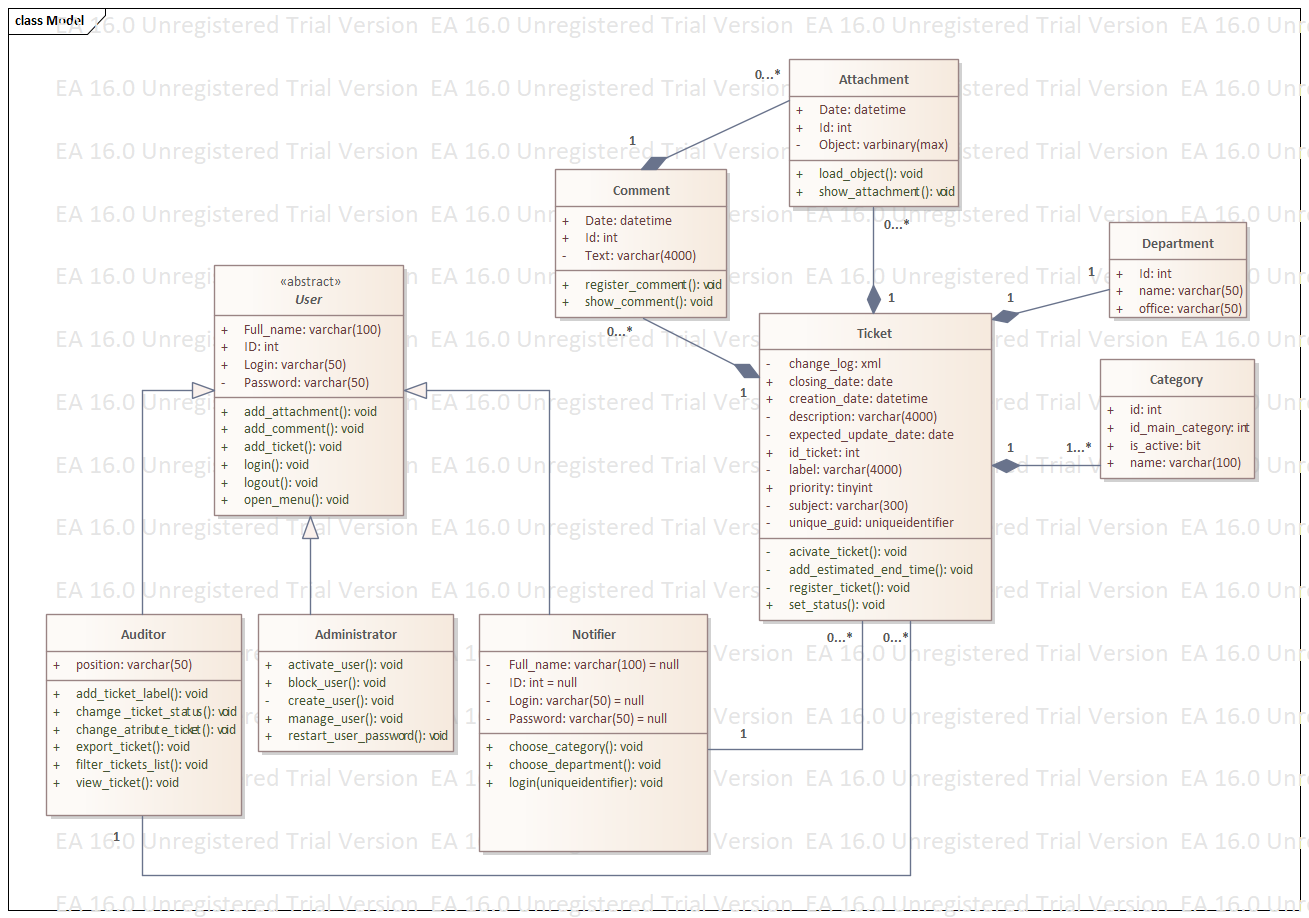 class Model
EA 16.0 Unregistered Trial Version
Attachment
+ Date: datetime
+ Id: int
- Object: varbinary(max)
+ load_object(): void
+ show_attachment(): void
0...*
1
Comment
+ Date: datetime
+ Id: int
- Text: varchar(4000)
+ register_comment(): void
+ show_comment(): void
0...*
1
0...*
1
Department
+ Id: int
+ name: varchar(50)
+ office: varchar(50)
1
1
«abstract»
User
+ Full_name: varchar(100)
+ ID: int
+ Login: varchar(50)
- Password: varchar(50)
+ add_attachment(): void
+ add_comment(): void
+ add_ticket(): void
+ login(): void
+ logout(): void
+ open_menu(): void
Ticket
- change_log: xml
+ closing_date: date
+ creation_date: datetime
- description: varchar(4000)
- expected_update_date: date
+ id_ticket: int
- label: varchar(4000)
+ priority: tinyint
- subject: varchar(300)
- unique_guid: uniqueidentifier
- acivate_ticket(): void
- add_estimated_end_time(): void
- register_ticket(): void
+ set_status(): void
Category
+ id: int
+ id_main_category: int
+ is_active: bit
+ name: varchar(100)
1
1...*
Auditor
+ position: varchar(50)
+ add_ticket_label(): void
+ chamge _ticket_status(): void
+ change_atribute_ticket(): void
+ export_ticket(): void
+ filter_tickets_list(): void
+ view_ticket(): void
Administrator
+ activate_user(): void
+ block_user(): void
- create_user(): void
+ manage_user(): void
+ restart_user_password(): void
Notifier
- Full_name: varchar(100) = null
- ID: int = null
- Login: varchar(50) = null
- Password: varchar(50) = null
+ choose_category(): void
+ choose_department(): void
+ login(uniqueidentifier): void
0...*
0...*
1
1